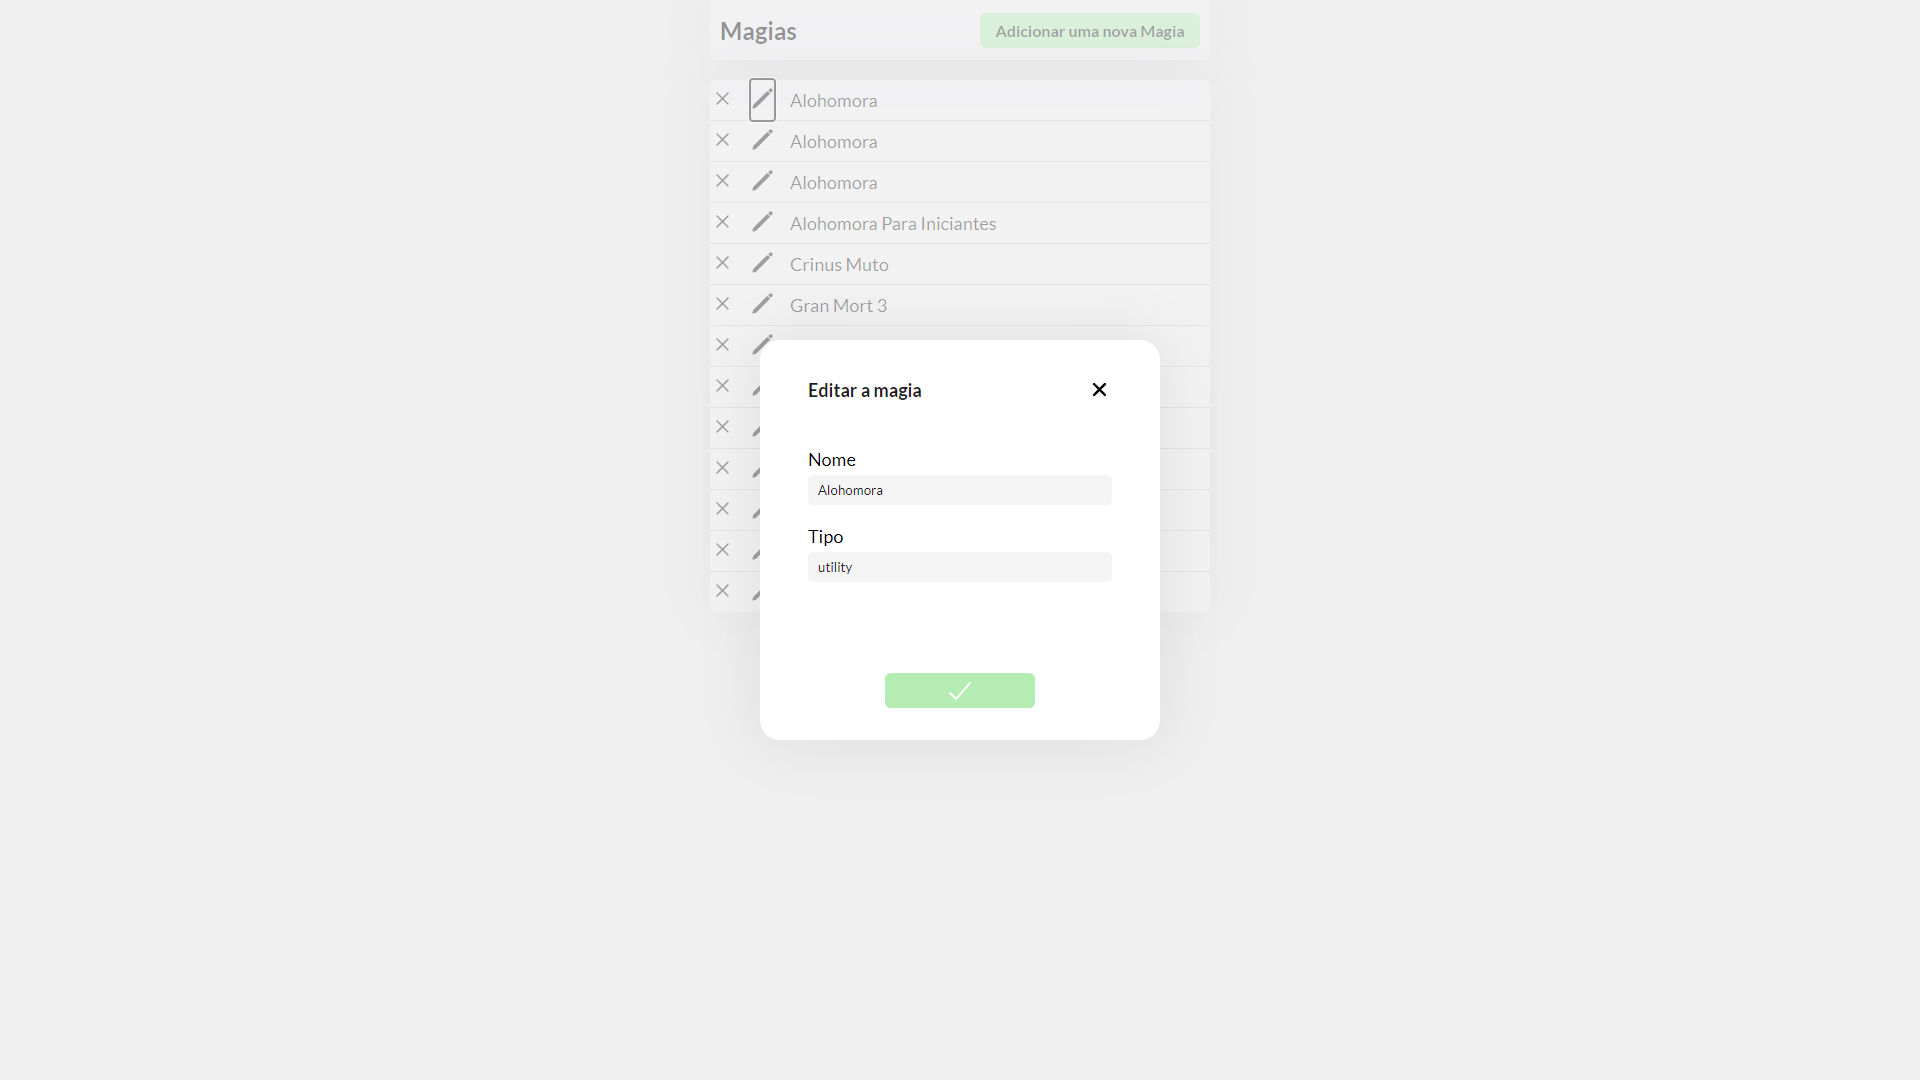 Magias
Adicionar uma nova Magia
Alohomora
Alohomora
Alohomora
Alohomora Para Iniciantes
Crinus Muto
Gran Mort 3
Editar a magia
Nome
Alohomora
Tipo
utility